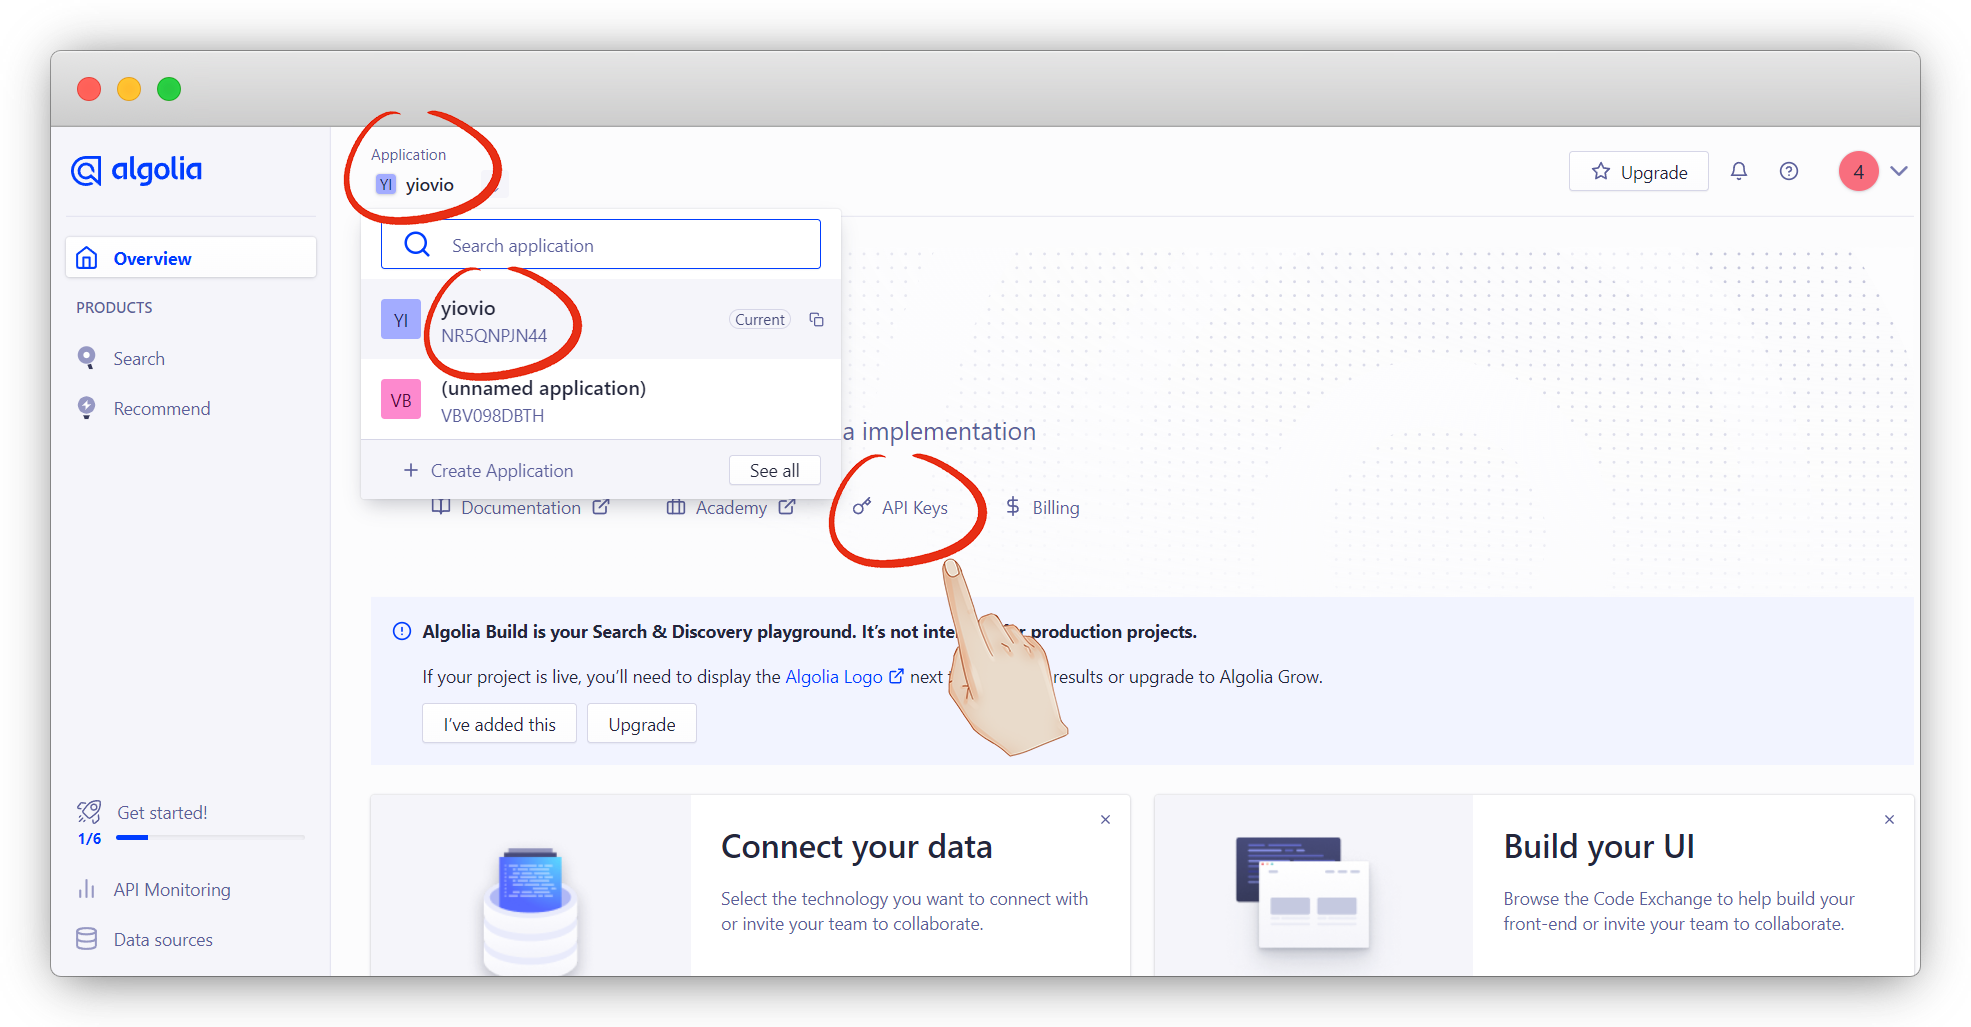 algolia
Application
YI yiovio
Upgrade
4
Search application
Overview
PRODUCTS
Search
Recommend
YI
yiovio
NR5QNPJN44
Current
VB
(unnamed application)
VBV098DBTH
Create Application
See all
a implementation
Documentation
Academy
API Keys
Billing
Algolia Build is your Search & Discovery playground. It's not production projects.
If your project is live, you'll need to display the Algolia Logo next results or upgrade to Algolia Grow.
I've added this
Upgrade
Get started!
1/6
API Monitoring
Data sources
Connect your data
Select the technology you want to connect with
or invite your team to collaborate.
Build your UI
Browse the Code Exchange to help build your
front-end or invite your team to collaborate.